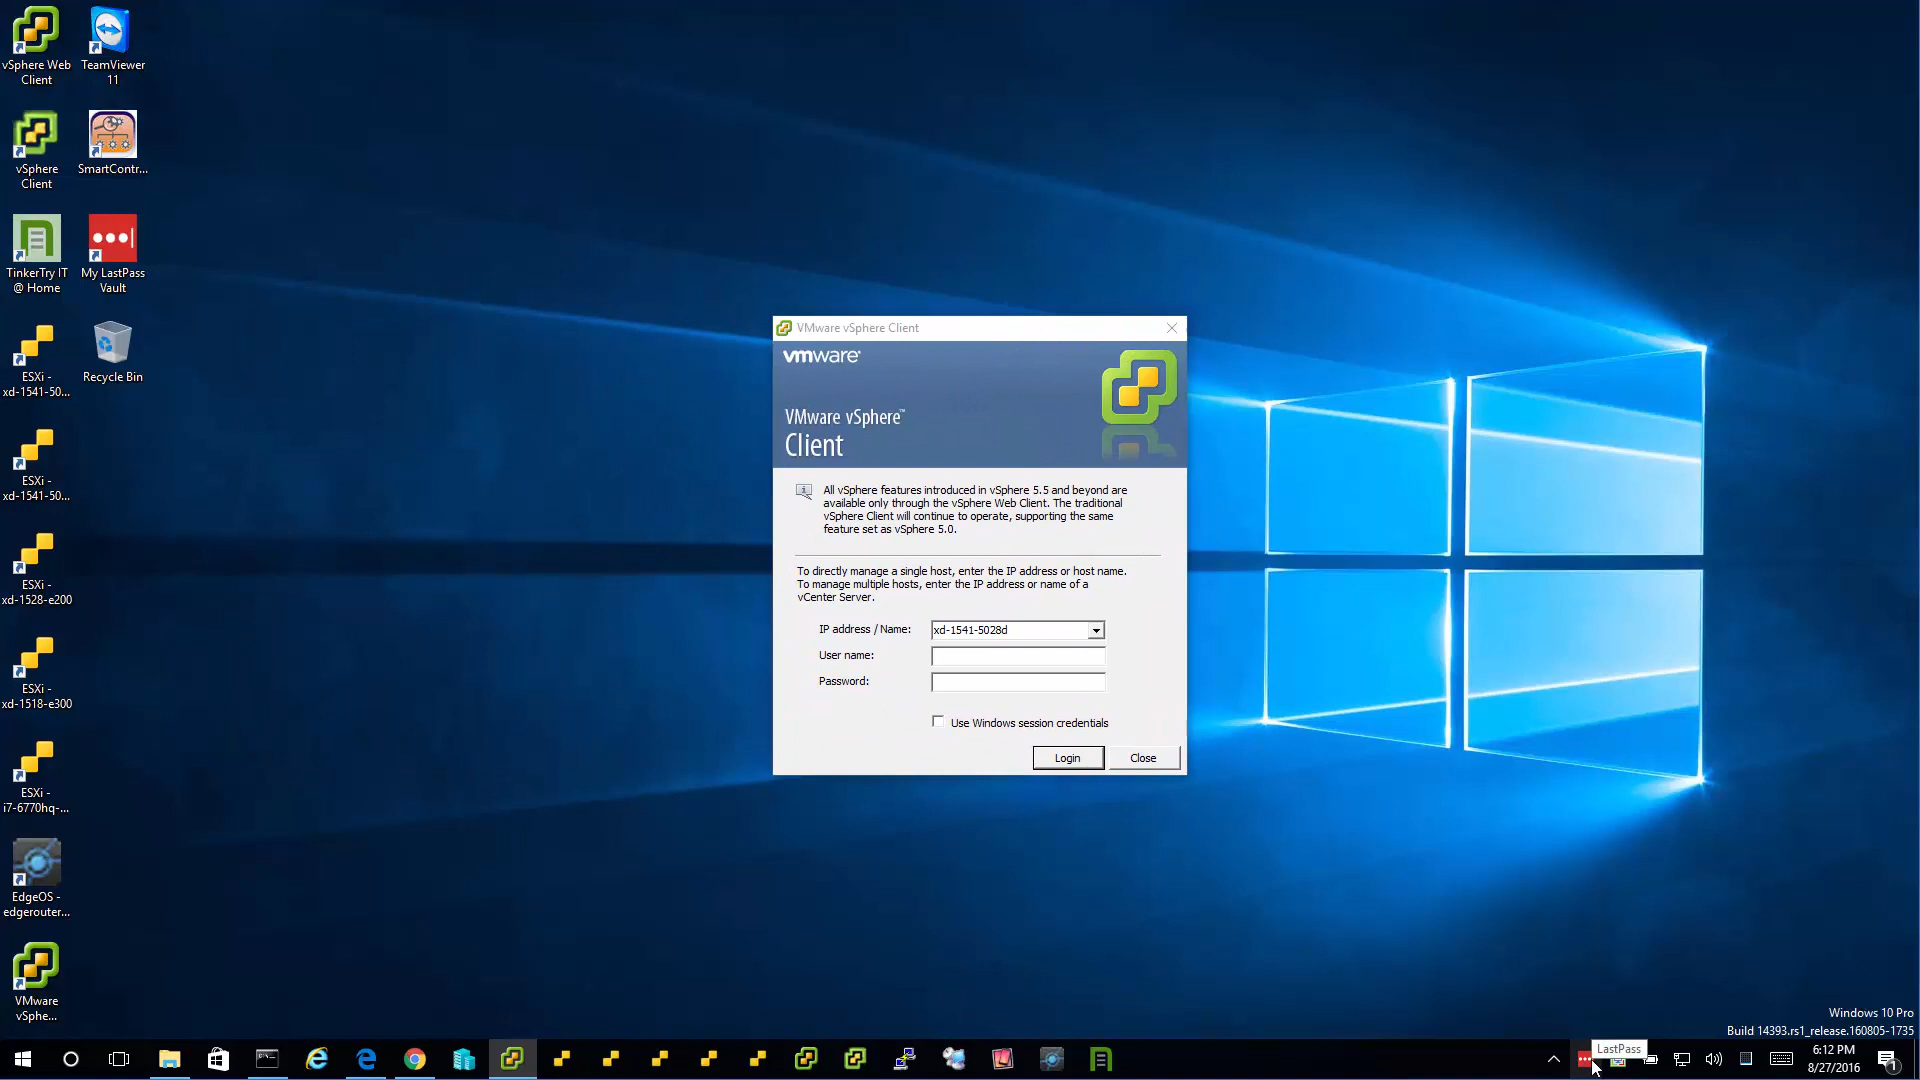 vSphere Web
Client
TeamViewer
11
vSphere
Client
SmartContr...
TinkerTry IT
@ Home
My LastPass
Vault
ESXi -
xd-1541-50...
Recycle Bin
ESXi -
xd-1541-50...
ESXi -
xd-1528-e200
ESXi -
xd-1518-e300
ESXi -
i7-6770hq-...
EdgeOS -
edgerouter...
VMware
vSphe...
VMware vSphere Client
vmware®
VMware vSphere™
Client
All vSphere features introduced in vSphere 5.5 and beyond are
available only through the vSphere Web Client. The traditional
vSphere Client will continue to operate, supporting the same
feature set as vSphere 5.0.
To directly manage a single host, enter the IP address or host name.
To manage multiple hosts, enter the IP address or name of a
vCenter Server.
IP address / Name: xd-1541-5028d
User name:
Password:
Use Windows session credentials
Login Close
Windows 10 Pro
Build 14393.rs1_release.160805-1735
LastPass
6:12 PM
8/27/2016
1